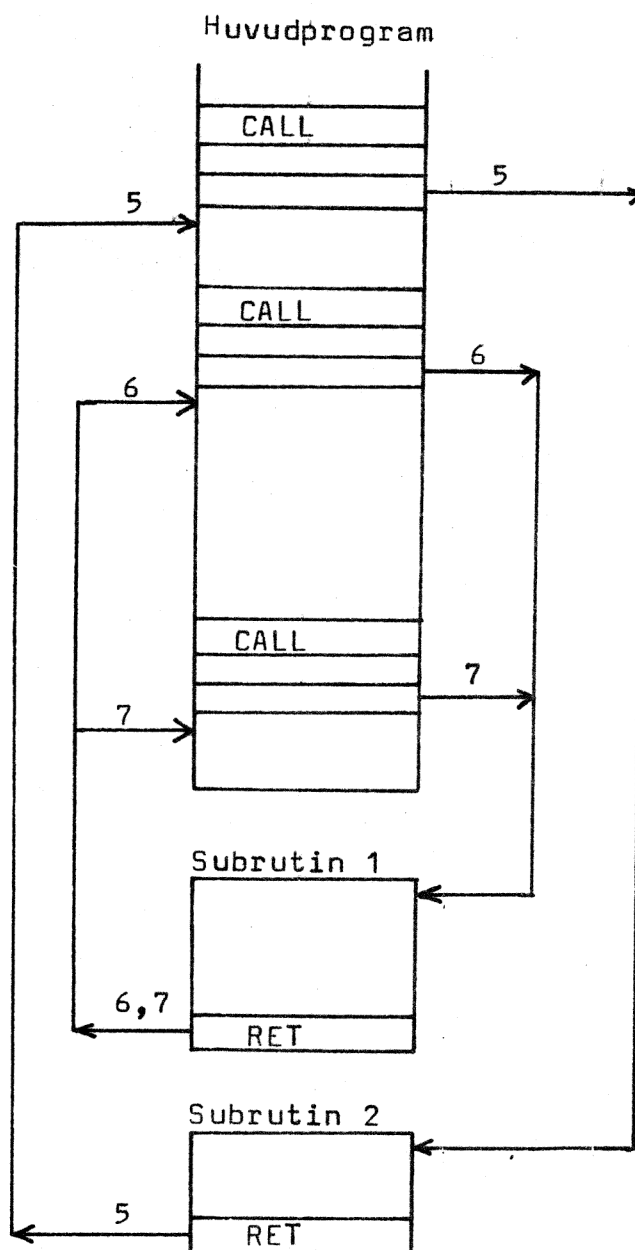 Huvudprogram
CALL
5
5
CALL
6
6
CALL
7
7
Subrutin 1
6,7
RET
Subrutin 2
5
RET